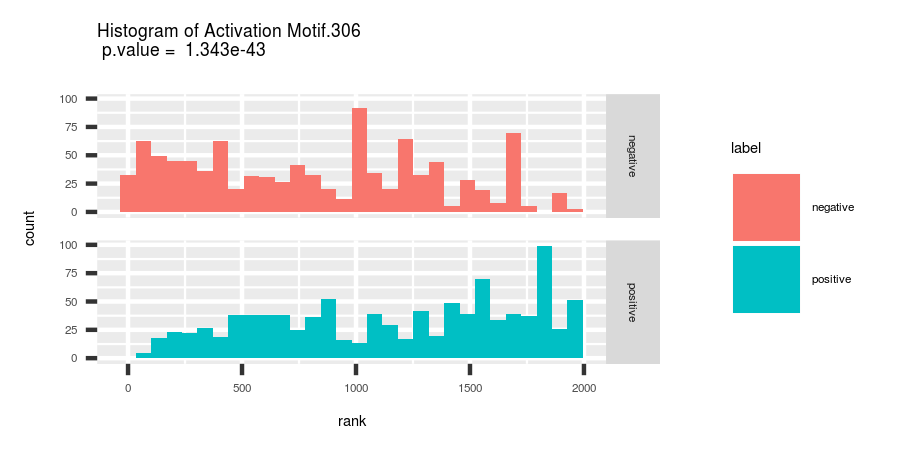 Histogram of Activation Motif.306
p.value = 1.343e-43
count
100
75
50
25
0
negative
100
75
50
25
0
positive
0 500 1000 1500 2000
rank
label
negative
positive